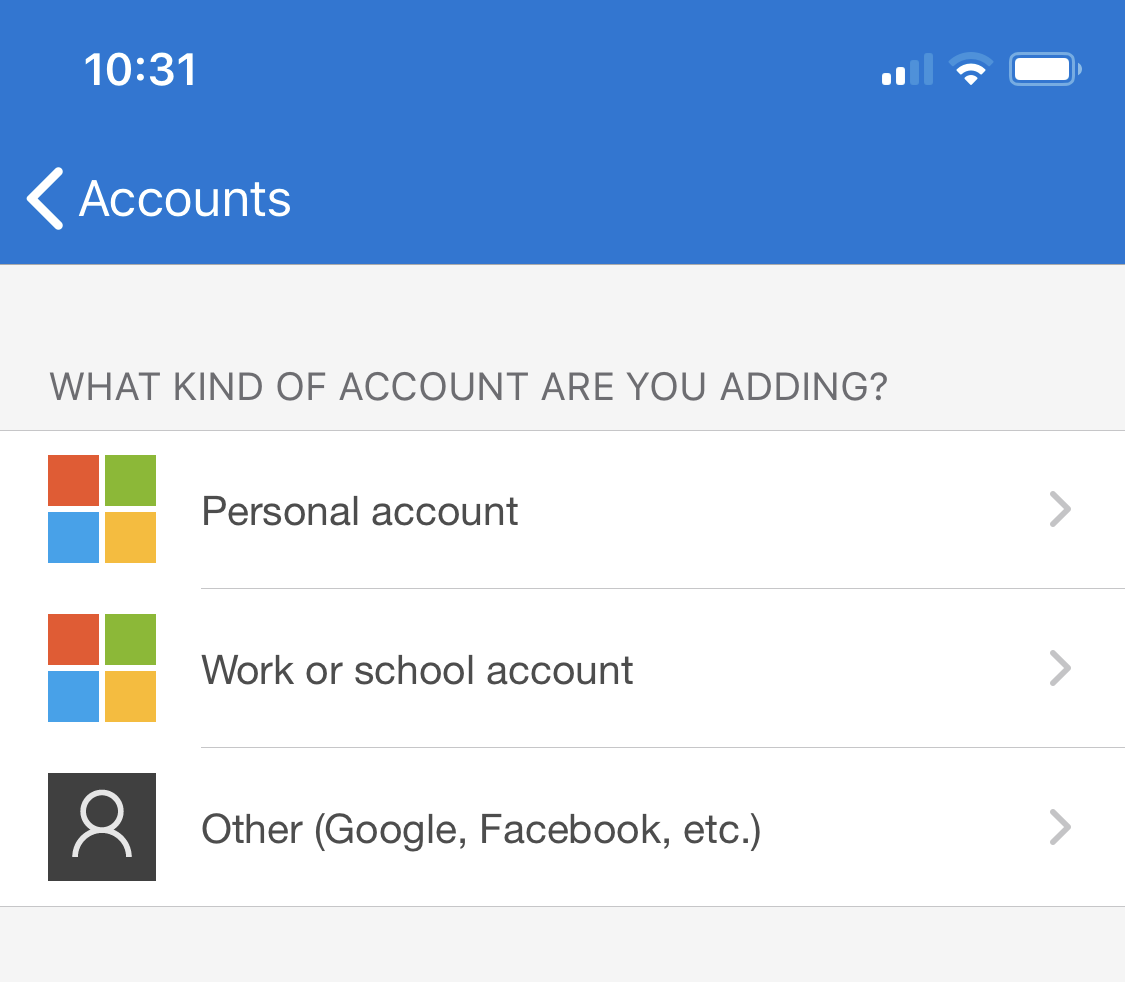 10:31
Accounts
WHAT KIND OF ACCOUNT ARE YOU ADDING?
Personal account
Work or school account
Other (Google, Facebook, etc.)